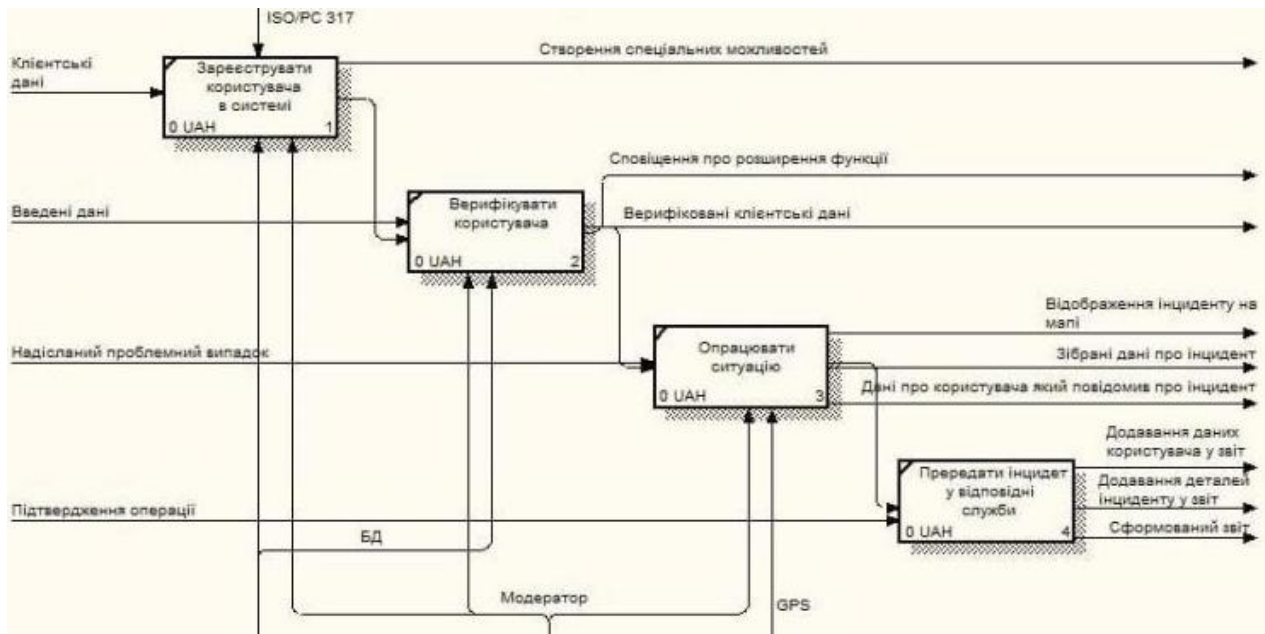 ISO/PC 317
Клієнтські
дані
Зареєструвати
користувача
в системі
0 UAH
1
Створення спеціальних можливостей
Сповіщення про розширення функції
Введені дані
Верифікувати
користувача
0 UAH
2
Верифіковані клієнтські дані
Відображення інциденту на
мапі
Надісланий проблемний випадок
Опрацювати
ситуацію
0 UAH
3
Зібрані дані про інцидент
Дані про користувача який повідомив про інцидент
Додавання даних
користувача у звіт
Прередати інцидет
у відповідні
служби
0 UAH
4
Додавання деталей
інциденту у звіт
Підтвердження операції
Сформований звіт
БД
Модератор
GPS